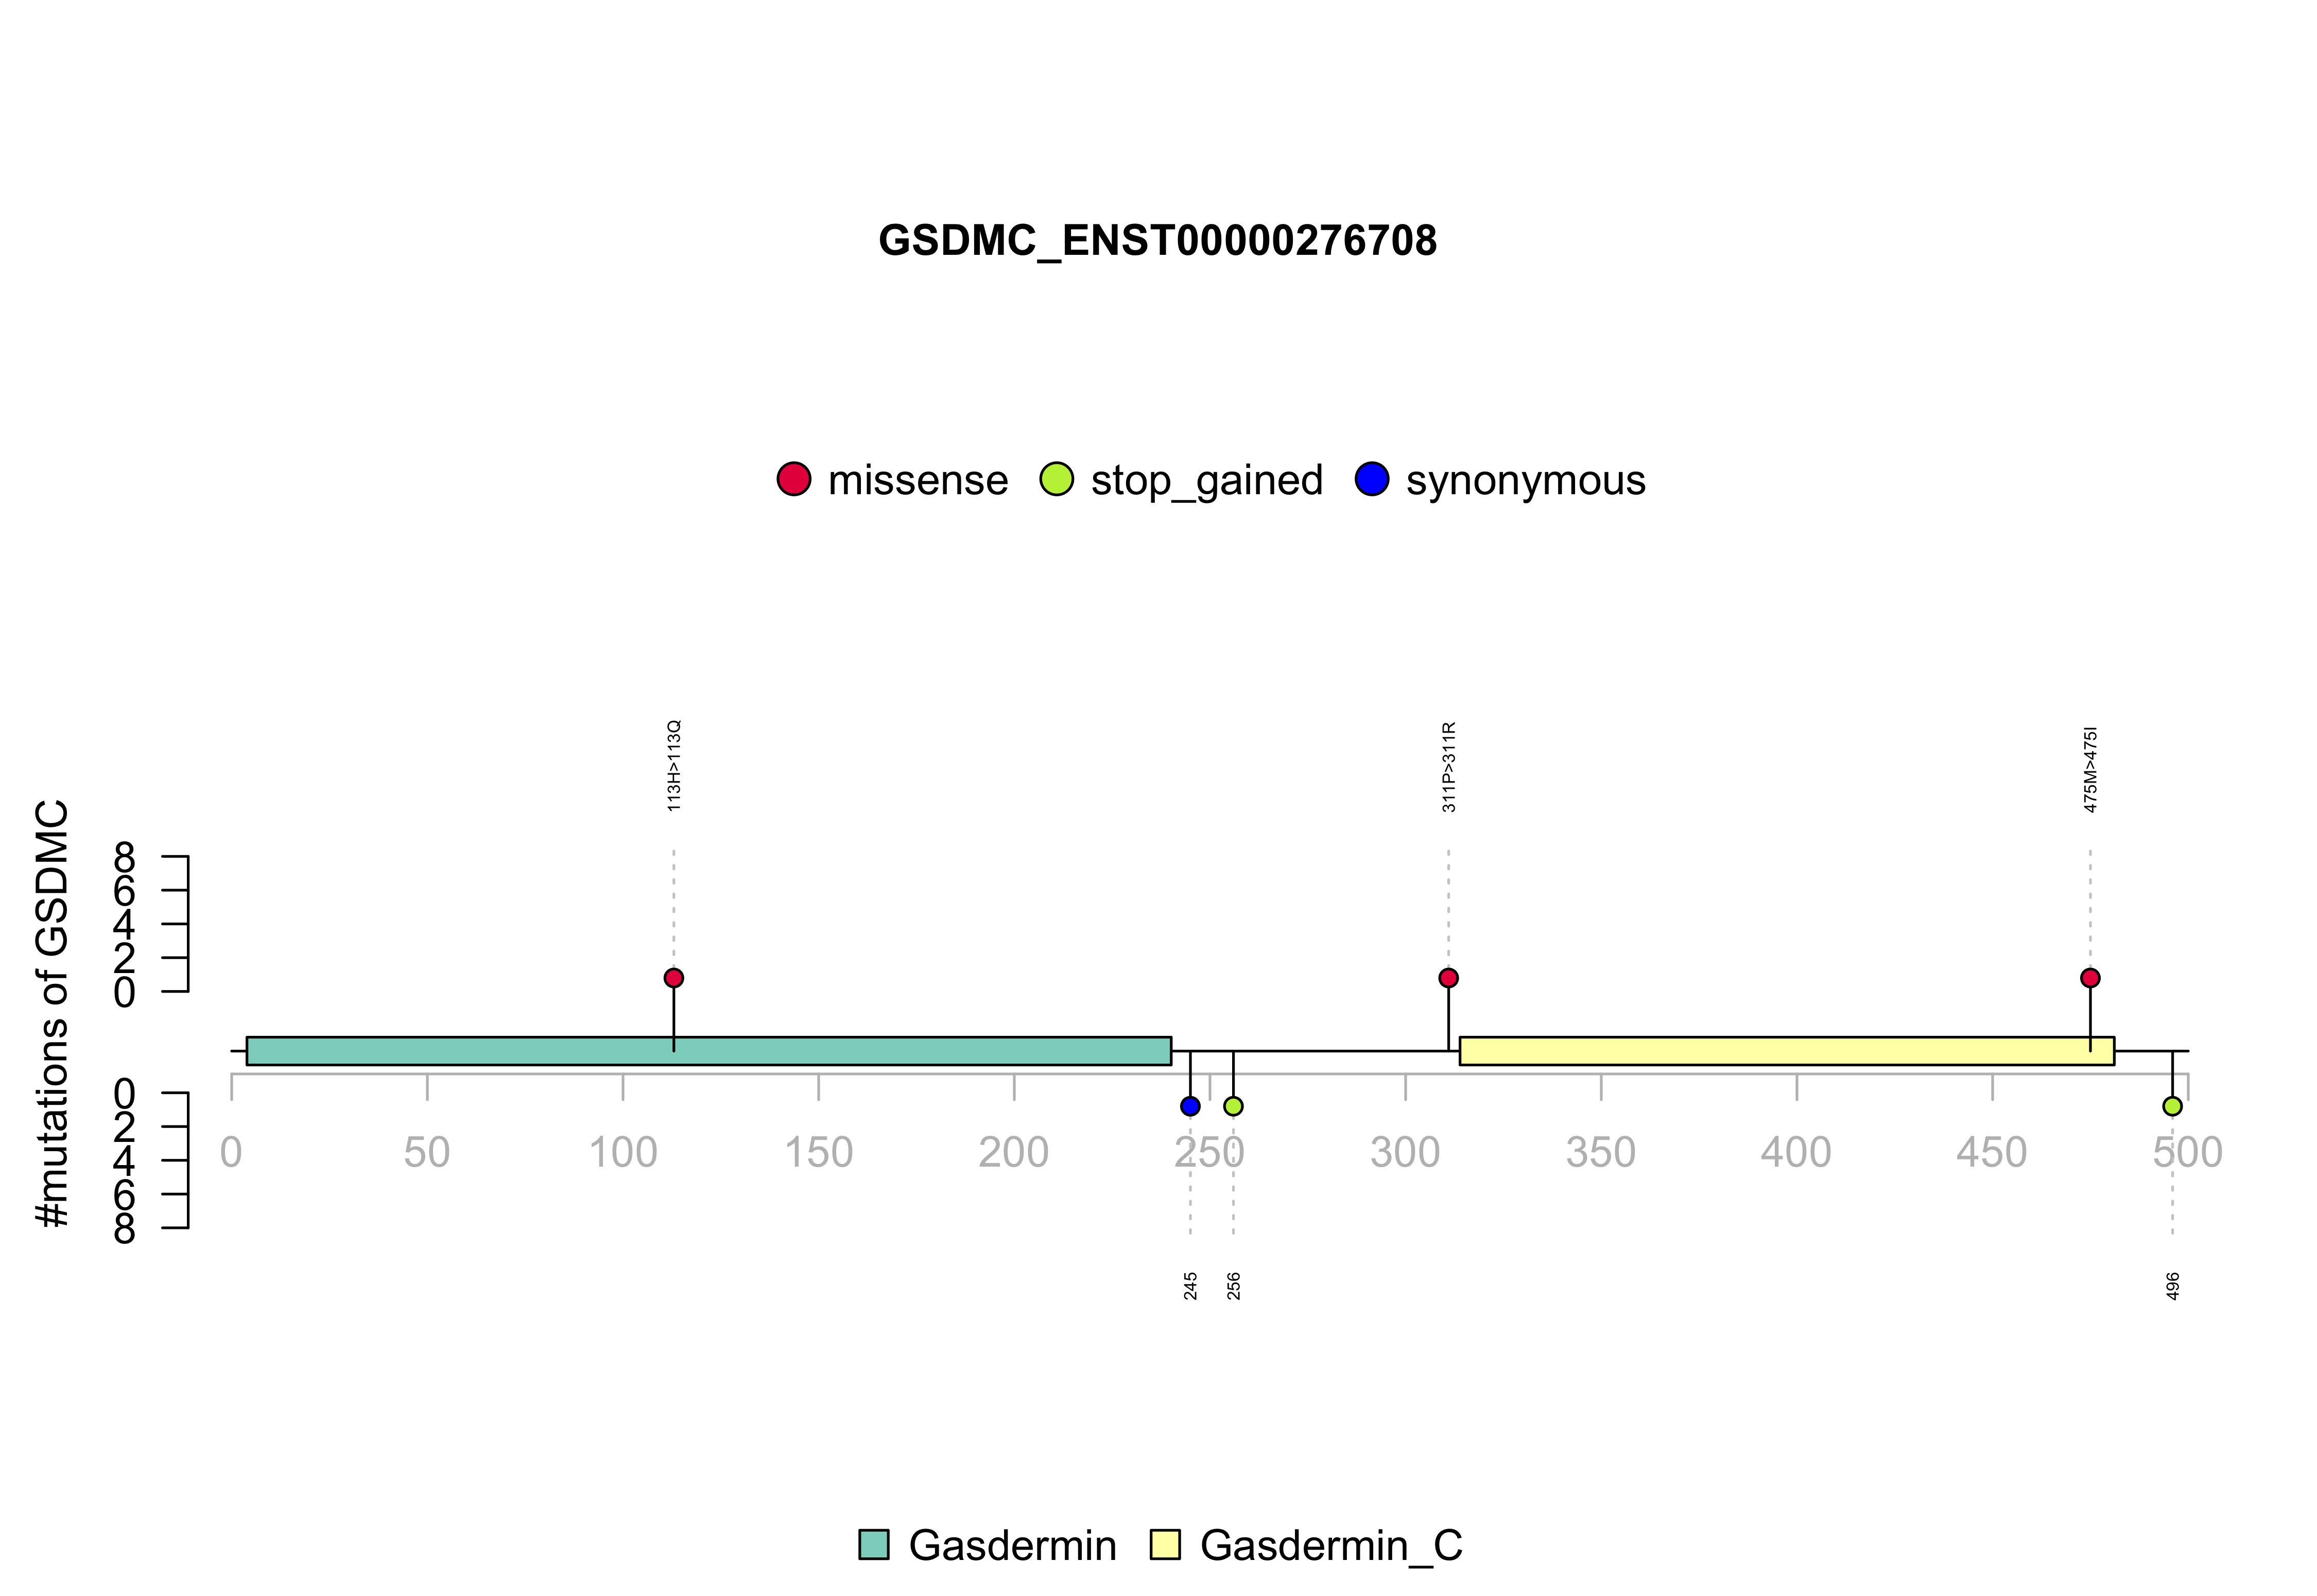 GSDMC_ENST00000276708
missense stop_gained synonymous
113H>113Q 311P>311R 475M>475I
#mutations of GSDMC
8
6
4
2
0
0
2
4
6
8
0 50 100 150 200 250 300 350 400 450 500
245 256 496
Gasdermin Gasdermin_C